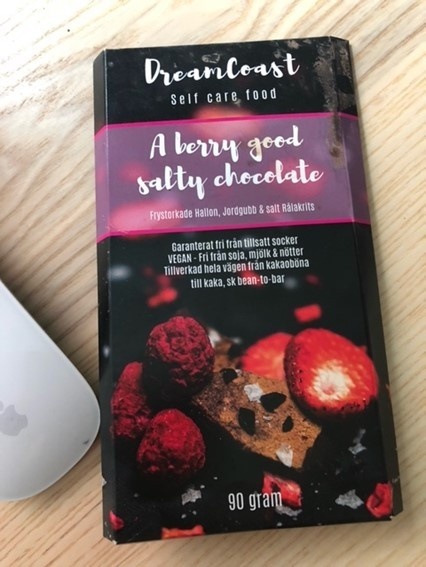 DreamCoast
Self care food
A berry good
salty chocolate
Frystorkade Hallon, Jordgubb & salt Rålakrits
Garanterat fri från tillsatt socker
VEGAN - Fri från soja, mjölk & nötter
Tillverkad hela vägen från kakaoböna
till kaka, sk bean-to-bar
90 gram